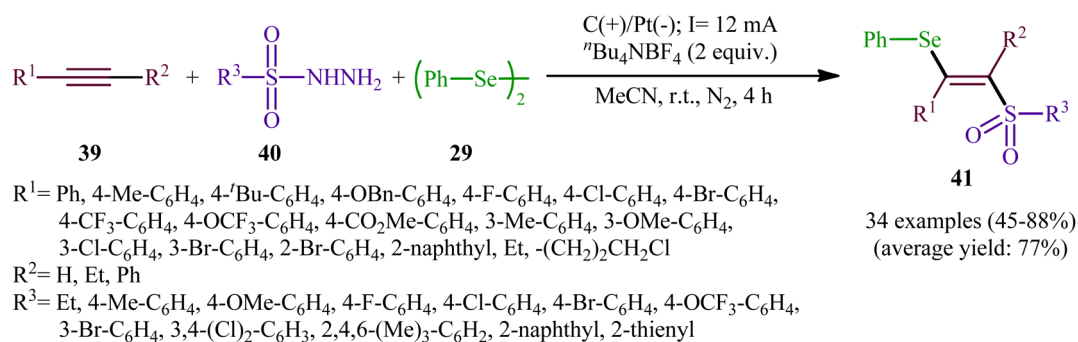 C(+)/Pt(-); I= 12 mA
ⁿBu₄NBF₄ (2 equiv.)
MeCN, r.t., N₂, 4 h
R¹ R² + R³ S O O NHNH₂ + (Ph Se)₂
Ph Se R² R¹ S R³ O O
39 40 29 41
R¹= Ph, 4-Me-C₆H₄, 4-ᵗBu-C₆H₄, 4-OBn-C₆H₄, 4-F-C₆H₄, 4-Cl-C₆H₄, 4-Br-C₆H₄,
4-CF₃-C₆H₄, 4-OCF₃-C₆H₄, 4-CO₂Me-C₆H₄, 3-Me-C₆H₄, 3-OMe-C₆H₄,
3-Cl-C₆H₄, 3-Br-C₆H₄, 2-Br-C₆H₄, 2-naphthyl, Et, -(CH₂)₂CH₂Cl
R²= H, Et, Ph
R³= Et, 4-Me-C₆H₄, 4-OMe-C₆H₄, 4-F-C₆H₄, 4-Cl-C₆H₄, 4-Br-C₆H₄, 4-OCF₃-C₆H₄,
3-Br-C₆H₄, 3,4-(Cl)₂-C₆H₃, 2,4,6-(Me)₃-C₆H₂, 2-naphthyl, 2-thienyl
34 examples (45-88%)
(average yield: 77%)